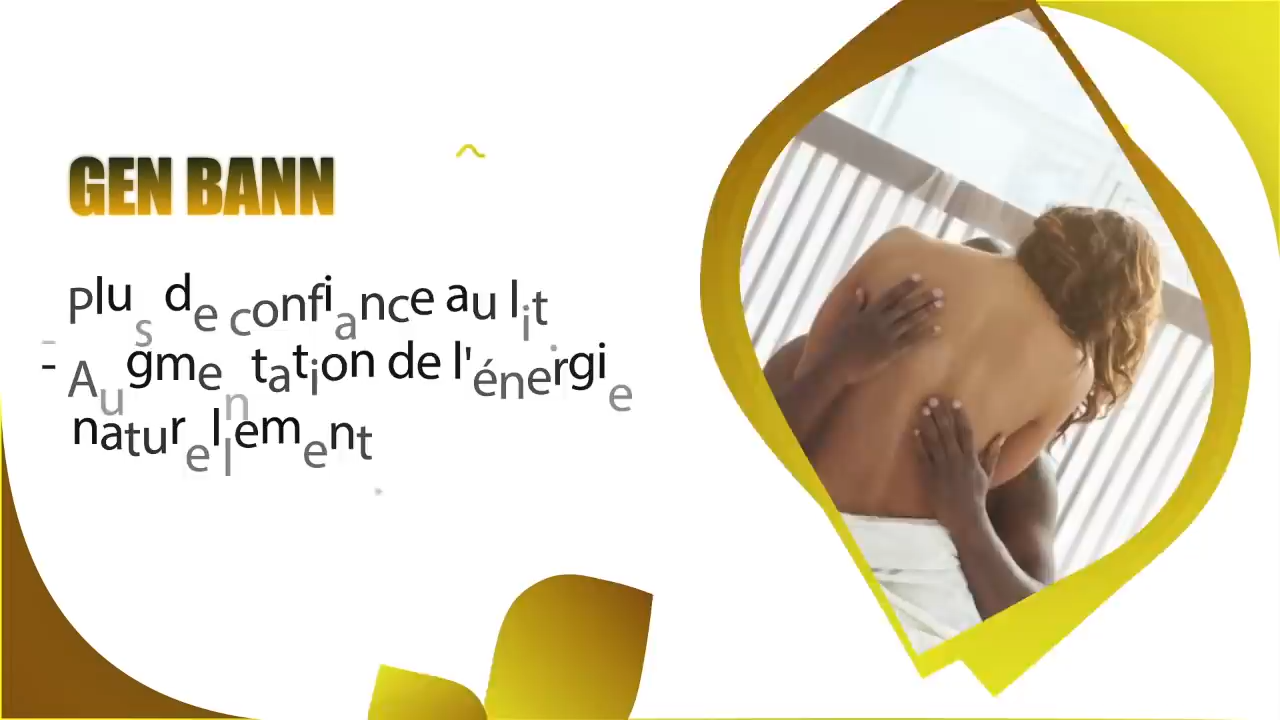 GEN BANN
- Plus de confiance au lit.
- Augmentation de l'énergie
naturellement